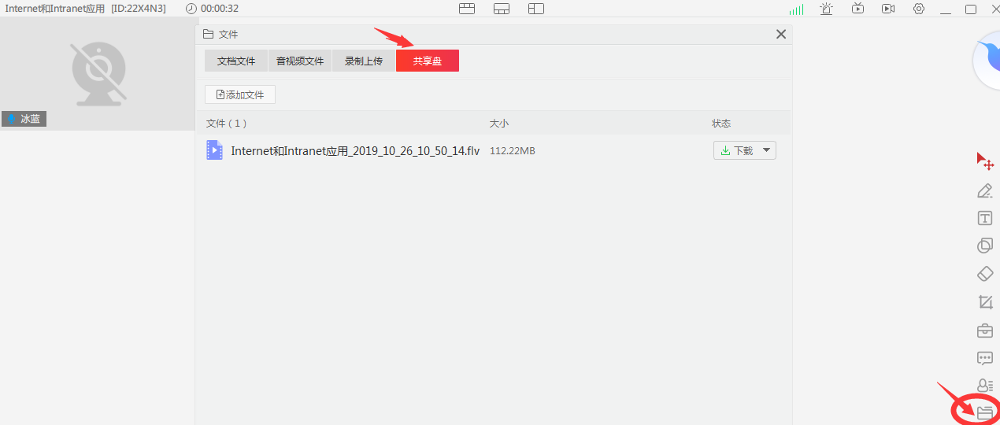 Internet和Intranet应用 [ID:22X4N3] 00:00:32
文件
文档文件 音视频文件 录制上传 共享盘
添加文件
文件 ( 1 ) 大小 状态
Internet和Intranet应用_2019_10_26_10_50_14.flv 112.22MB 下载
冰蓝